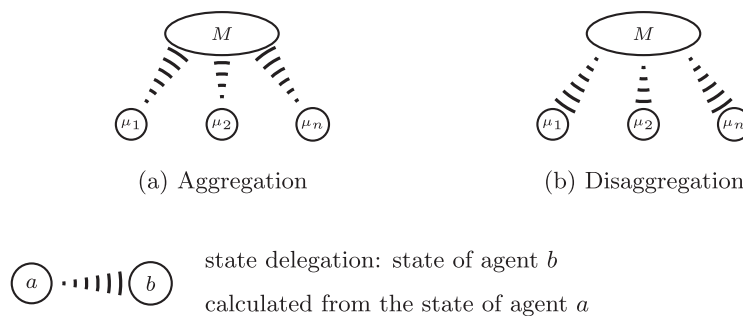 M M
μ1 μ2 μn μ1 μ2 μn
(a) Aggregation (b) Disaggregation
state delegation: state of agent b
a b
calculated from the state of agent a